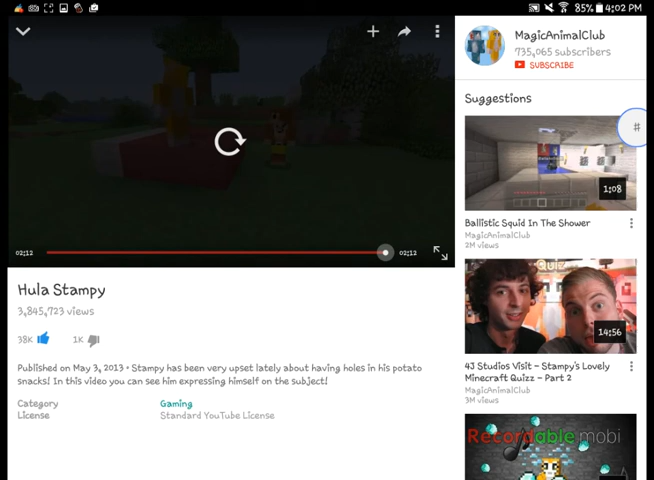 85% 4:02 PM
MagicAnimalClub
735,065 subscribers
SUBSCRIBE
Suggestions
#
1:08
Ballistic Squid In The Shower
MagicAnimalClub
2M views
02:12
02:12
Hula Stampy
3,845,723 views
38K
1K
Published on May 3, 2013 • Stampy has been very upset lately about having holes in his potato
snacks! In this video you can see him expressing himself on the subject!
Category Gaming
License Standard YouTube License
QUIZ
14:56
4J Studios Visit - Stampy's Lovely
Minecraft Quizz - Part 2
MagicAnimalClub
3M views
Recordable.mobi